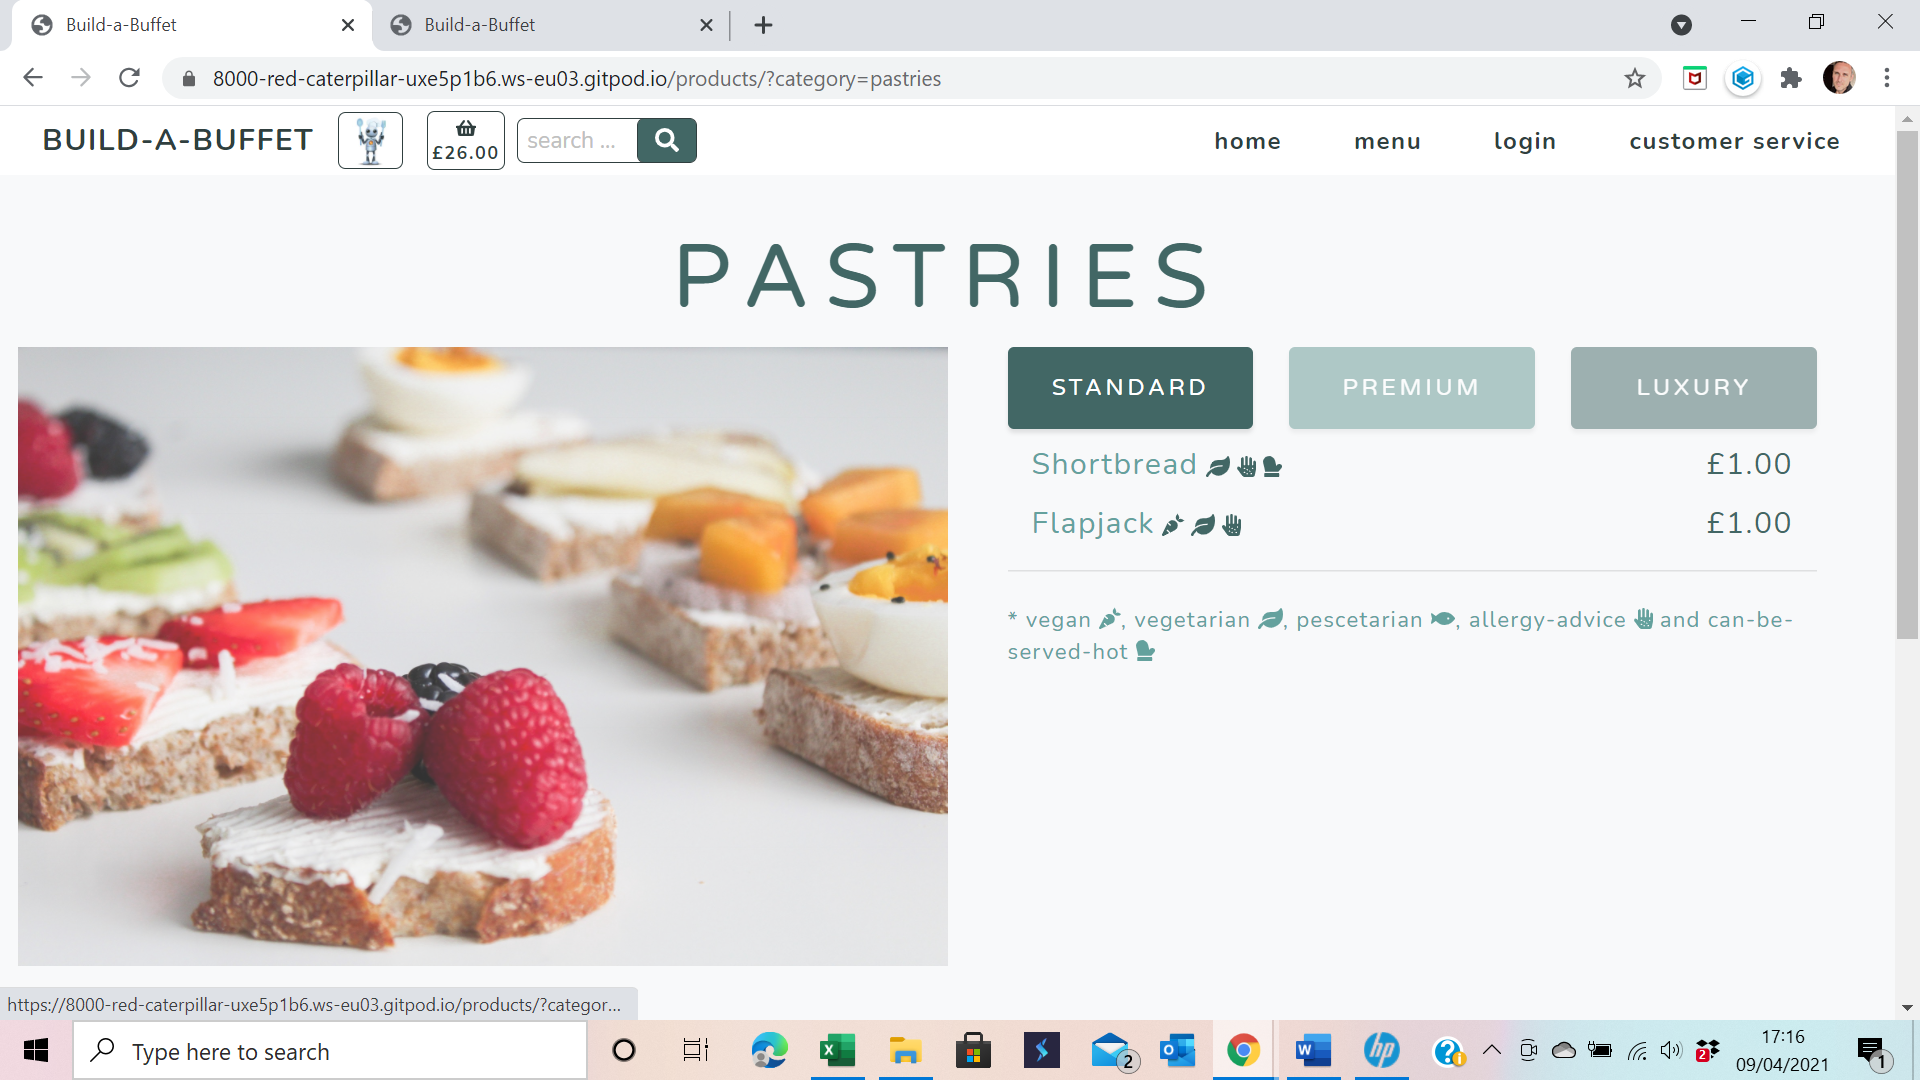 Build-a-Buffet
Build-a-Buffet
8000-red-caterpillar-uxe5p1b6.ws-eu03.gitpod.io/products/?category=pastries
BUILD-A-BUFFET
£26.00
search ...
home menu login customer service
PASTRIES
STANDARD PREMIUM LUXURY
Shortbread £1.00
Flapjack £1.00
* vegan , vegetarian , pescetarian , allergy-advice and can-be-
served-hot
https://8000-red-caterpillar-uxe5p1b6.ws-eu03.gitpod.io/products/?categor...
Type here to search
2
2
17:16
09/04/2021
1